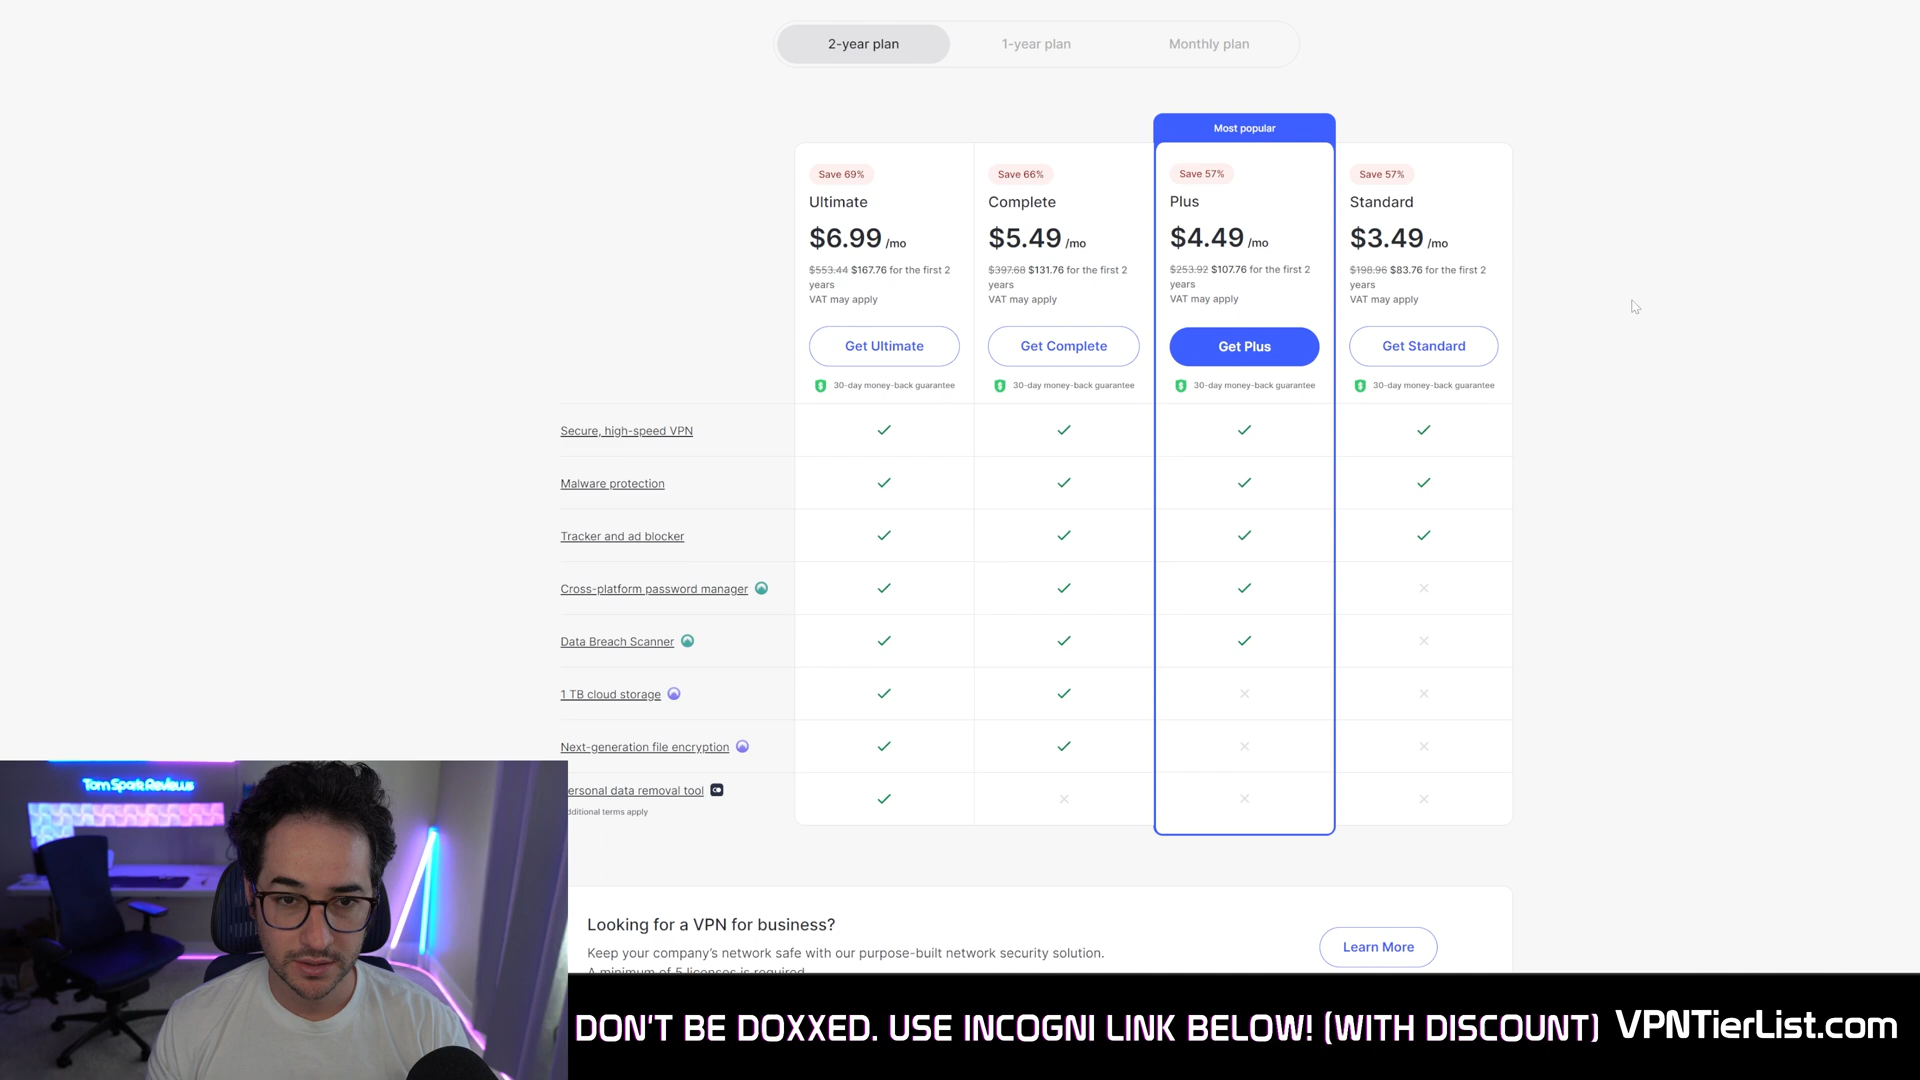 2-year plan
1-year plan
Monthly plan
Most popular
Save 69%
Ultimate
$6.99 /mo
$553.44 $167.76 for the first 2
years
VAT may apply
Get Ultimate
30-day money-back guarantee
Save 66%
Complete
$5.49 /mo
$397.68 $131.76 for the first 2
years
VAT may apply
Get Complete
30-day money-back guarantee
Save 57%
Plus
$4.49 /mo
$253.92 $107.76 for the first 2
years
VAT may apply
Get Plus
30-day money-back guarantee
Save 57%
Standard
$3.49 /mo
$198.96 $83.76 for the first 2
years
VAT may apply
Get Standard
30-day money-back guarantee
Secure, high-speed VPN
Malware protection
Tracker and ad blocker
Cross-platform password manager
Data Breach Scanner
1 TB cloud storage
Next-generation file encryption
ersonal data removal tool
dditional terms apply
Looking for a VPN for business?
Keep your company's network safe with our purpose-built network security solution.
A minimum of 5 licenses is required
Learn More
Tom Spark Reviews
DON'T BE DOXXED. USE INCOGNI LINK BELOW! (WITH DISCOUNT)
VPNTierList.com